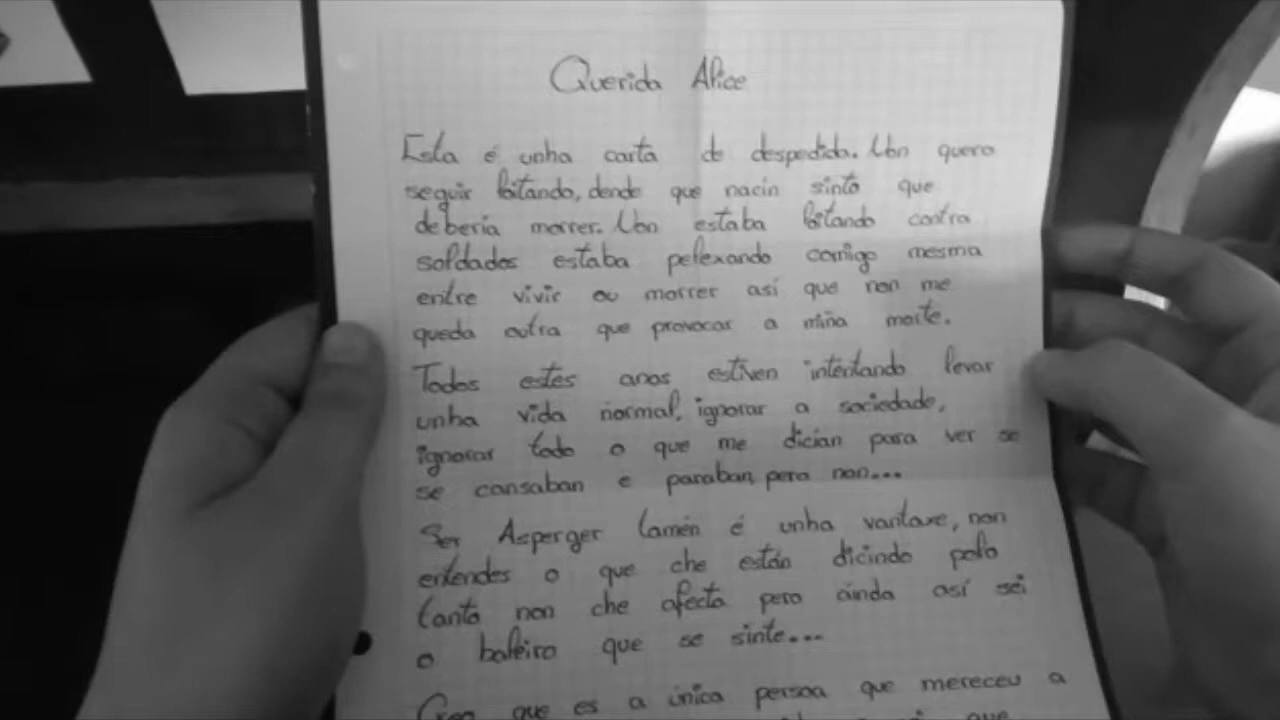 Querida Alice
Esta é unha carta de despedida. Non quero
seguir loitando, dende que nacín sinto que
debería morrer. Non estaba loitando contra
soldados estaba pelexando comigo mesma
entre vivir ou morrer así que non me
queda outra que provocar a miña morte.
Todos estes anos estiven intentando levar
unha vida normal, ignorar a sociedade,
ignorar todo o que me dician para ver se
se cansaban e paraban, pero non...
Ser Asperger tamén é unha vantaxe, non
entendes o que che están dicindo polo
tanto non che afecta pero aínda así sei
o baleiro que se sinte...
Creo que es a única persoa que mereceu a
que